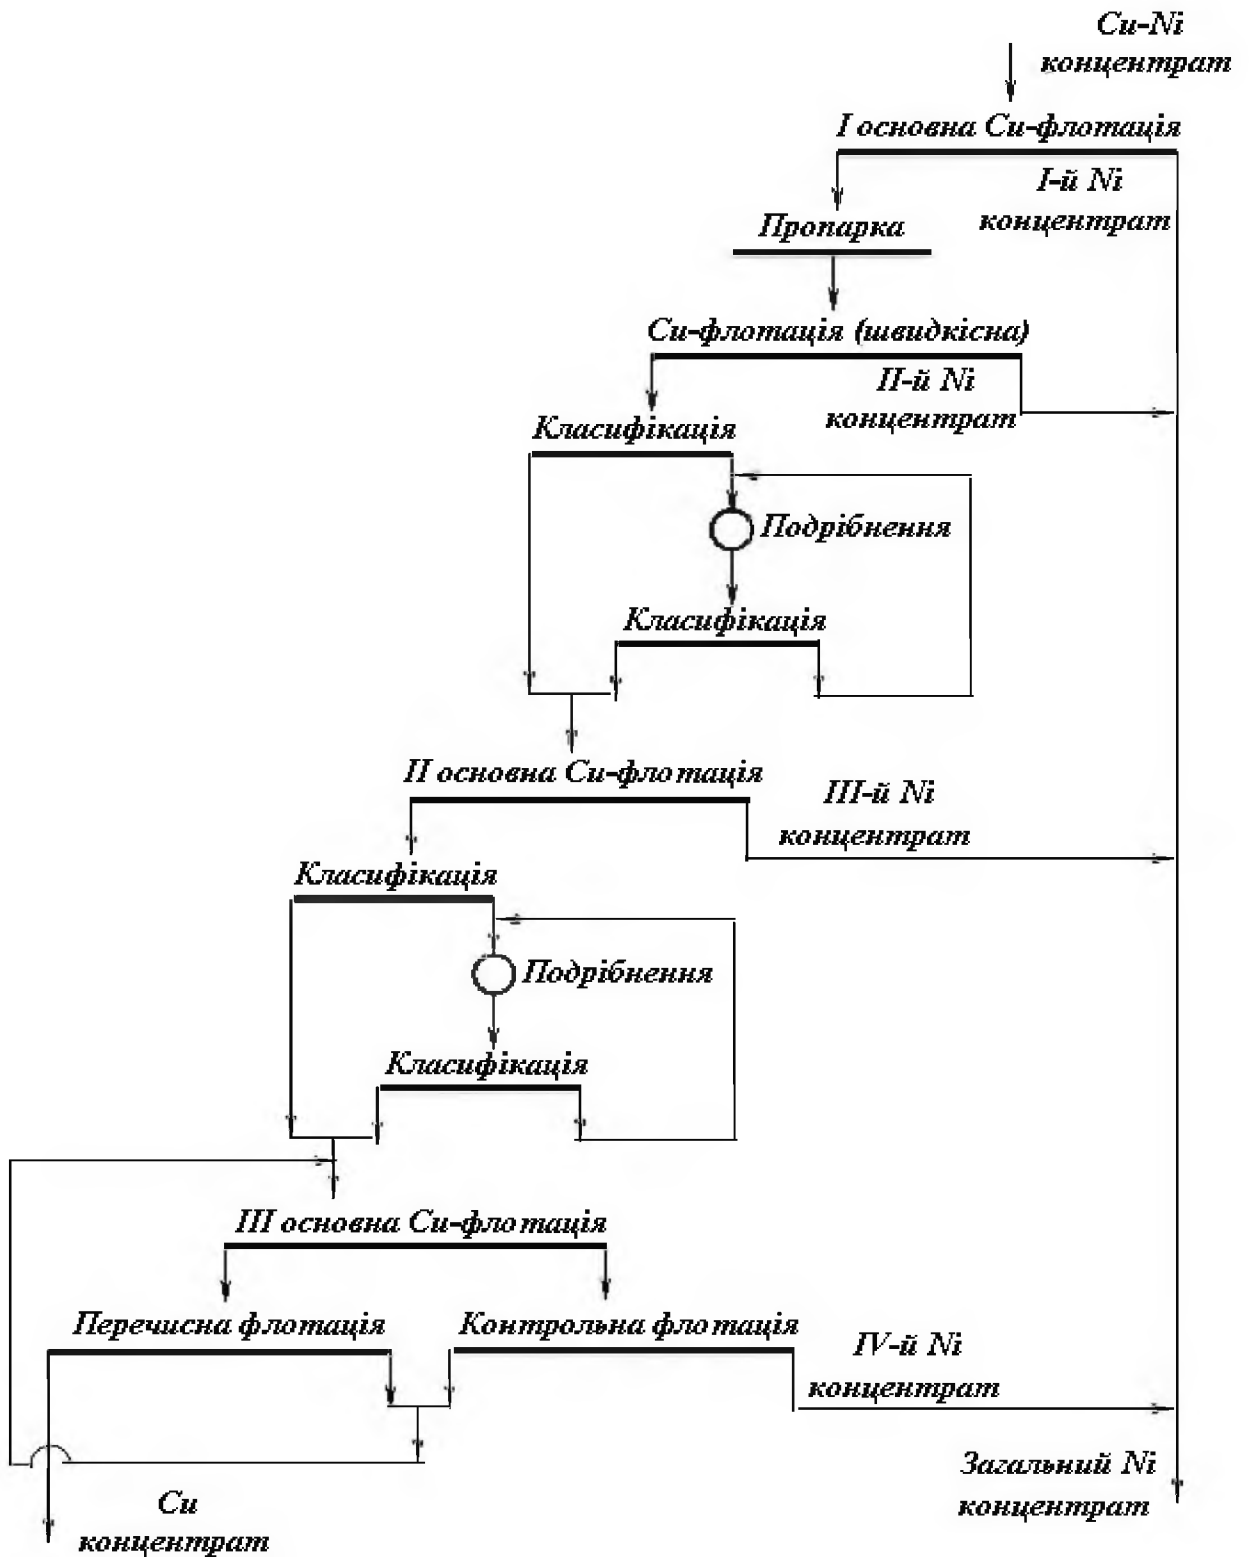 Cu-Ni
концентрат
I основна Cu-флотація
I-й Ni
концентрат
Пропарка
Cu-флотація (швидкісна)
II-й Ni
концентрат
Класифікація
Подрібнення
Класифікація
II основна Cu-флотація
III-й Ni
концентрат
Класифікація
Подрібнення
Класифікація
III основна Cu-флотація
Перечисна флотація
Контрольна флотація
IV-й Ni
концентрат
Загальний Ni
концентрат
Cu
концентрат